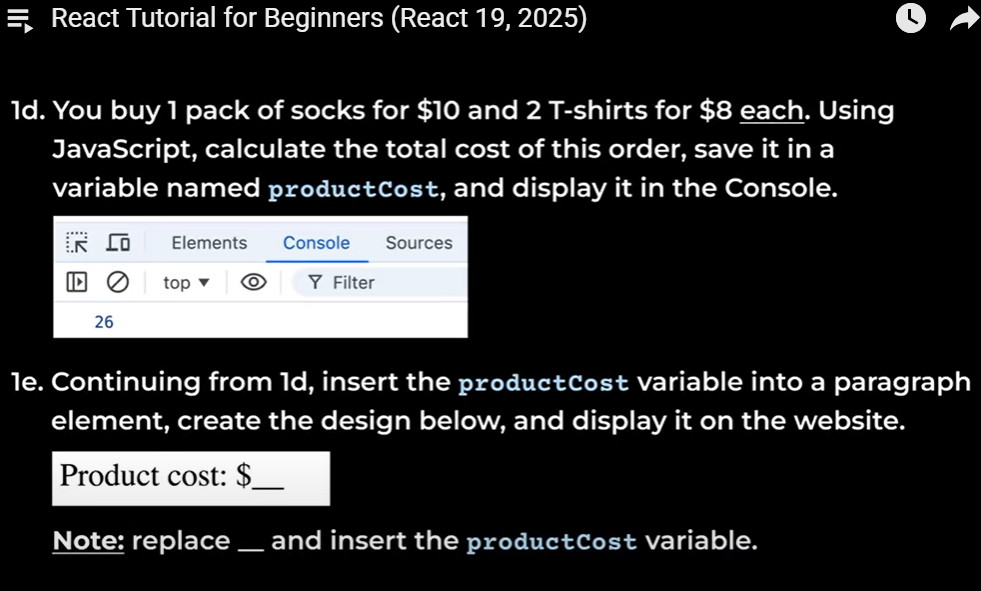 React Tutorial for Beginners (React 19, 2025)
1d. You buy 1 pack of socks for $10 and 2 T-shirts for $8 each. Using
JavaScript, calculate the total cost of this order, save it in a
variable named productCost, and display it in the Console.
Elements Console Sources
top Filter
26
1e. Continuing from 1d, insert the productCost variable into a paragraph
element, create the design below, and display it on the website.
Product cost: $__
Note: replace __ and insert the productCost variable.